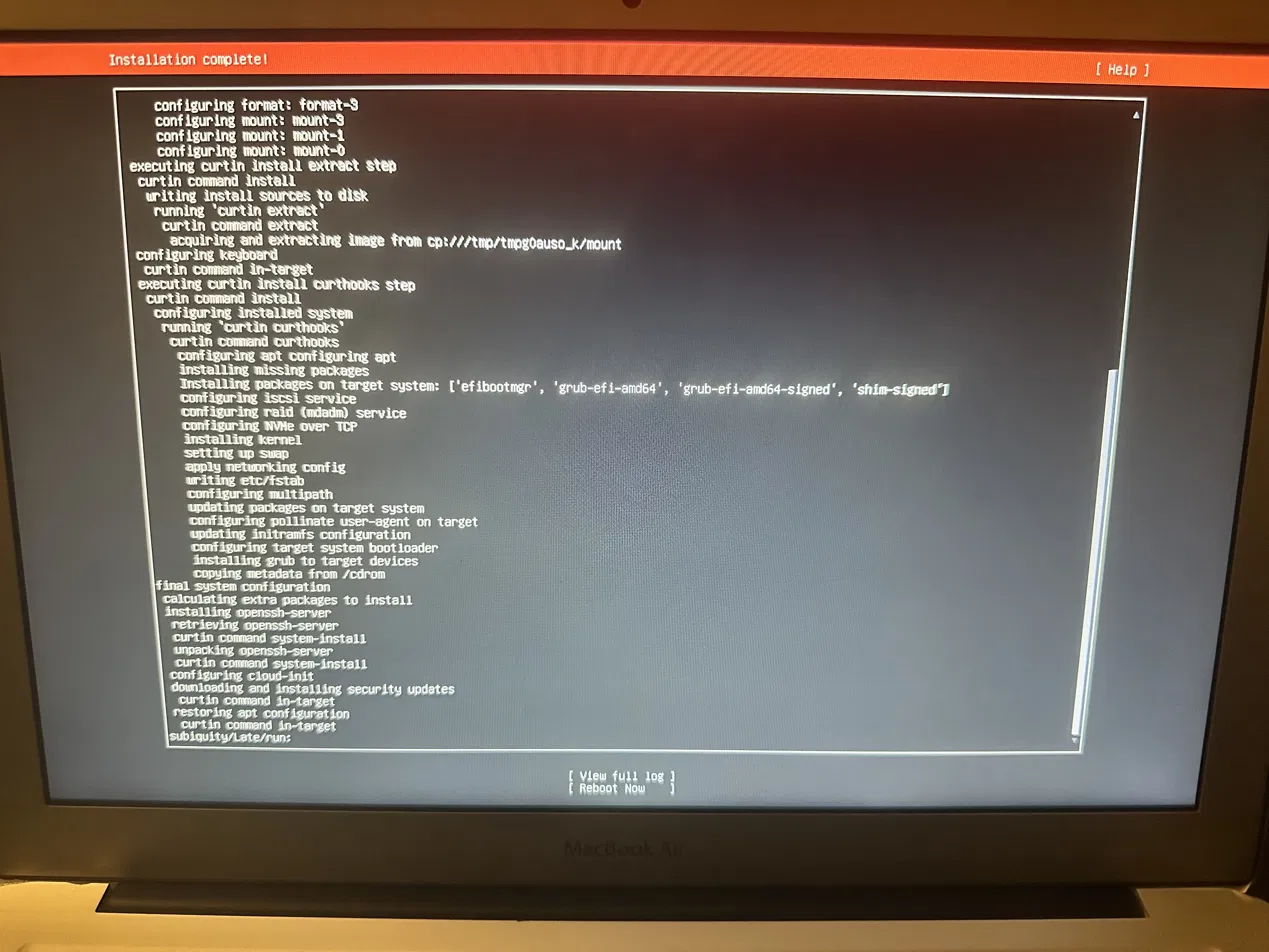 Installation complete!
[ Help ]
configuring format: format-3
configuring mount: mount-3
configuring mount: mount-1
configuring mount: mount-0
executing curtin install extract step
curtin command install
writing install sources to disk
running 'curtin extract'
curtin command extract
acquiring and extracting image from cp:///tmp/tmpg0auso_k/mount
configuring keyboard
curtin command in-target
executing curtin install curthooks step
curtin command install
configuring installed system
running 'curtin curthooks'
curtin command curthooks
configuring apt configuring apt
installing missing packages
Installing packages on target system: ['efibootmgr', 'grub-efi-amd64', 'grub-efi-amd64-signed', 'shim-signed']
configuring iscsi service
configuring raid (mdadm) service
configuring NVMe over TCP
installing kernel
setting up swap
apply networking config
writing etc/fstab
configuring multipath
updating packages on target system
configuring pollinate user-agent on target
updating initramfs configuration
configuring target system bootloader
installing grub to target devices
copying metadata from /cdrom
final system configuration
calculating extra packages to install
installing openssh-server
retrieving openssh-server
curtin command system-install
unpacking openssh-server
curtin command system-install
configuring cloud-init
downloading and installing security updates
curtin command in-target
restoring apt configuration
curtin command in-target
subiquity/Late/run:
[ View full log ]
[ Reboot Now ]
MacBook Air